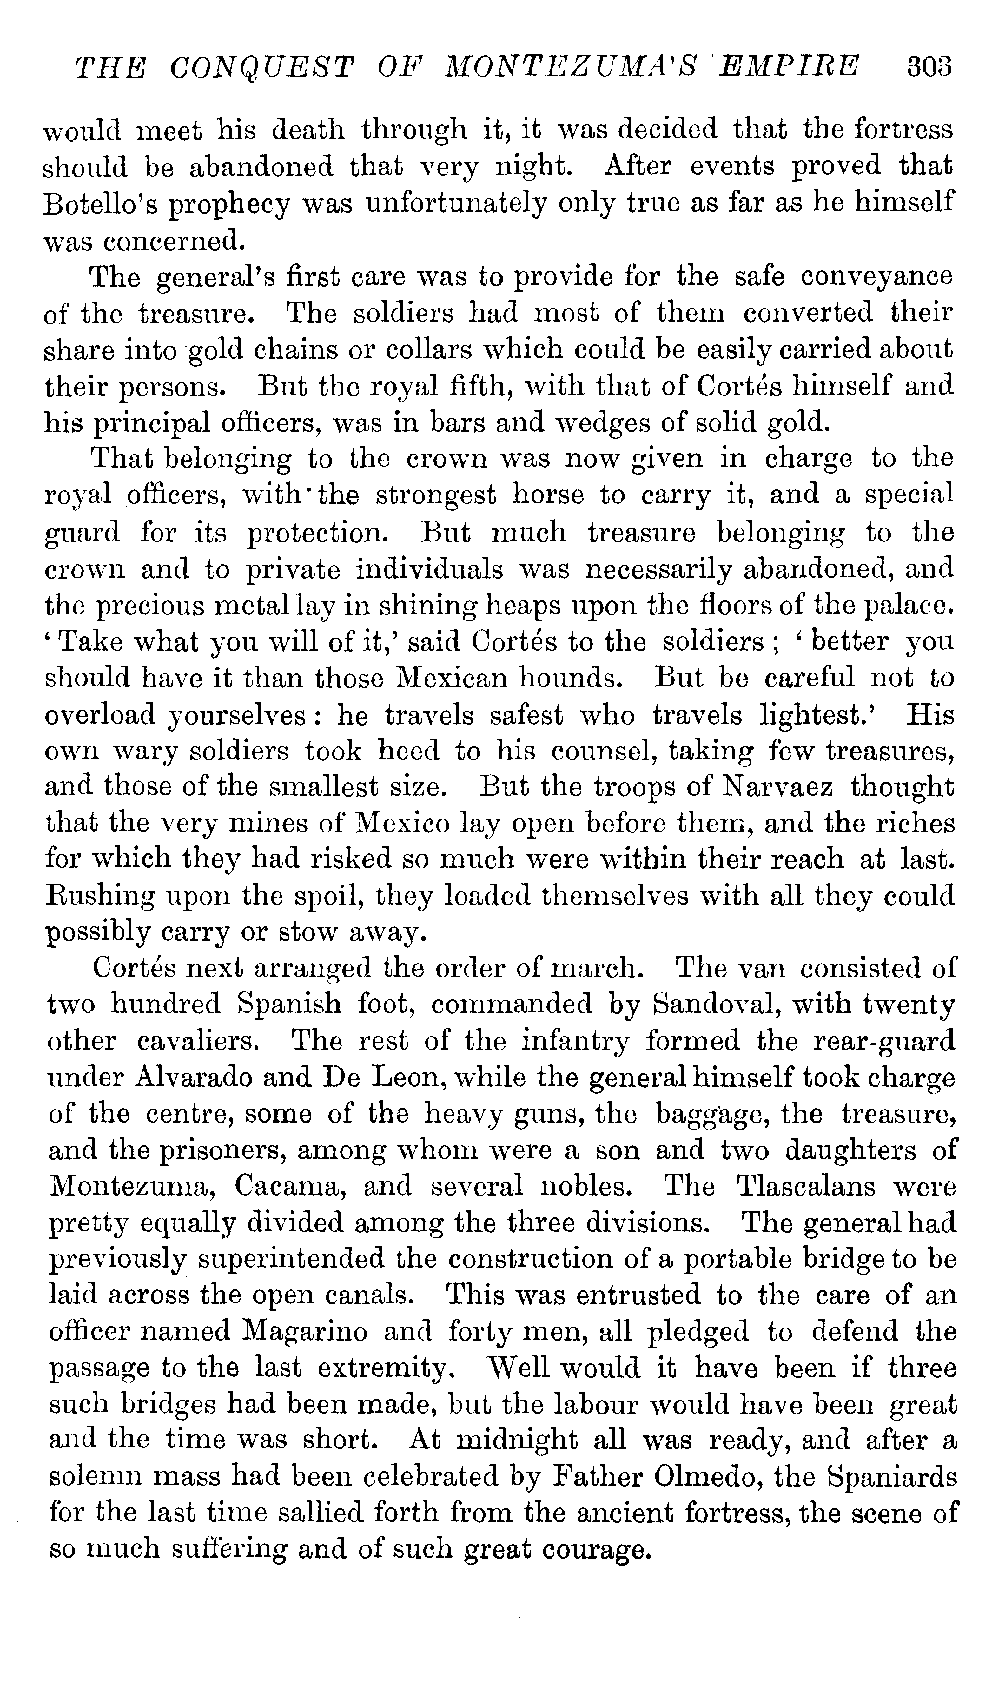 THE CONQUEST OF MONTEZUMA'S EMPIRE 303
would meet his death through it, it was decided that the fortress
should be abandoned that very night. After events proved that
Botello's prophecy was unfortunately only true as far as he himself
was concerned.
The general's first care was to provide for the safe conveyance
of the treasure. The soldiers had most of them converted their
share into gold chains or collars which could be easily carried about
their persons. But the royal fifth, with that of Cortés himself and
his principal officers, was in bars and wedges of solid gold.
That belonging to the crown was now given in charge to the
royal officers, with the strongest horse to carry it, and a special
guard for its protection. But much treasure belonging to the
crown and to private individuals was necessarily abandoned, and
the precious metal lay in shining heaps upon the floors of the palace.
‘Take what you will of it,’ said Cortés to the soldiers; ‘better you
should have it than those Mexican hounds. But be careful not to
overload yourselves: he travels safest who travels lightest.’ His
own wary soldiers took heed to his counsel, taking few treasures,
and those of the smallest size. But the troops of Narvaez thought
that the very mines of Mexico lay open before them, and the riches
for which they had risked so much were within their reach at last.
Rushing upon the spoil, they loaded themselves with all they could
possibly carry or stow away.
Cortés next arranged the order of march. The van consisted of
two hundred Spanish foot, commanded by Sandoval, with twenty
other cavaliers. The rest of the infantry formed the rear-guard
under Alvarado and De Leon, while the general himself took charge
of the centre, some of the heavy guns, the baggage, the treasure,
and the prisoners, among whom were a son and two daughters of
Montezuma, Cacama, and several nobles. The Tlascalans were
pretty equally divided among the three divisions. The general had
previously superintended the construction of a portable bridge to be
laid across the open canals. This was entrusted to the care of an
officer named Magarino and forty men, all pledged to defend the
passage to the last extremity. Well would it have been if three
such bridges had been made, but the labour would have been great
and the time was short. At midnight all was ready, and after a
solemn mass had been celebrated by Father Olmedo, the Spaniards
for the last time sallied forth from the ancient fortress, the scene of
so much suffering and of such great courage.